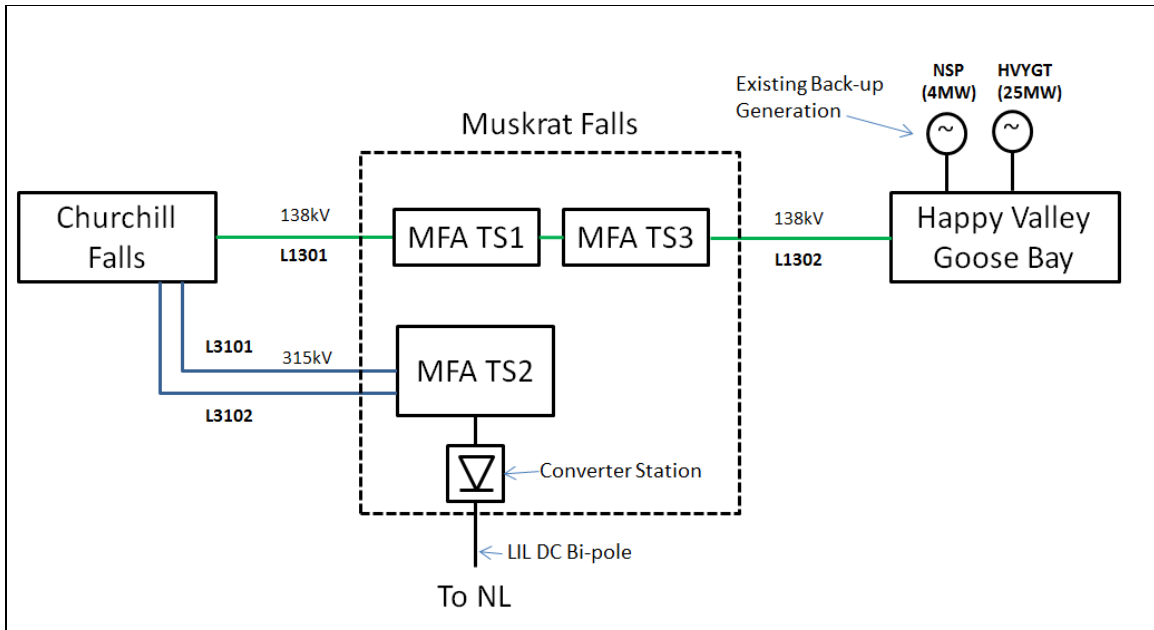 NSP
(4MW)
HVYGT
(25MW)
Existing Back-up
Generation
~
~
Muskrat Falls
Churchill
Falls
138kV
L1301
MFA TS1
MFA TS3
138kV
L1302
Happy Valley
Goose Bay
L3101
315kV
L3102
MFA TS2
Converter Station
LIL DC Bi-pole
To NL